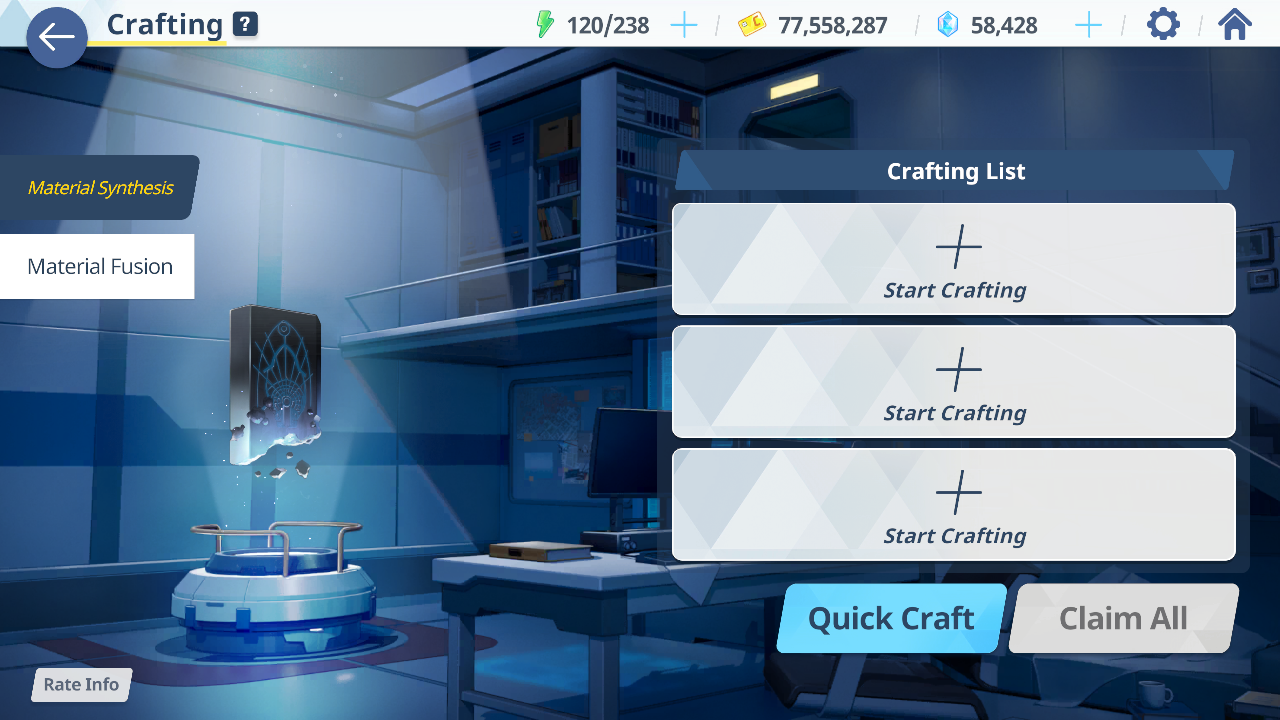 Crafting ?
120/238
77,558,287
58,428
Material Synthesis
Material Fusion
Crafting List
Start Crafting
Start Crafting
Start Crafting
Quick Craft
Claim All
Rate Info